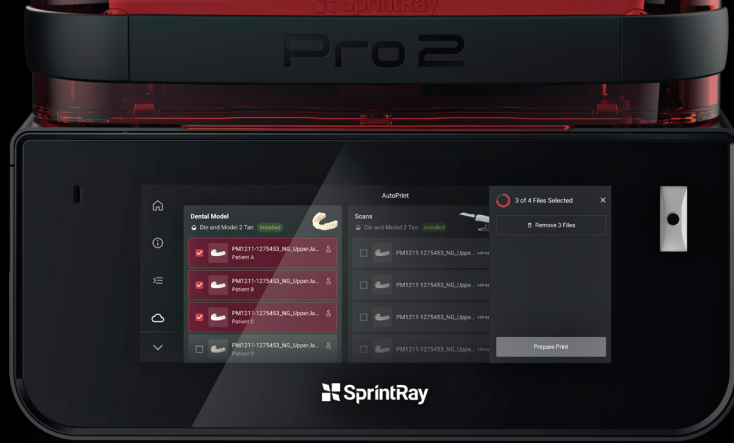 SprintRay
Pro 2
AutoPrint
Dental Model
Die and Model 2 Tan Installed
PM1211-1275453_NG_UpperJa...
Patient A
PM1211-1275453_NG_UpperJa...
Patient B
PM1211-1275453_NG_UpperJa...
Patient C
PM1211-1275453_NG_UpperJa...
Patient D
Scans
Die and Model 2 Tan Installed
PM1211-1275453_NG_Uppe...
PM1211-1275453_NG_Uppe...
PM1211-1275453_NG_Uppe...
PM1211-1275453_NG_Uppe...
3 of 4 Files Selected
Remove 3 Files
Prepare Print
SprintRay